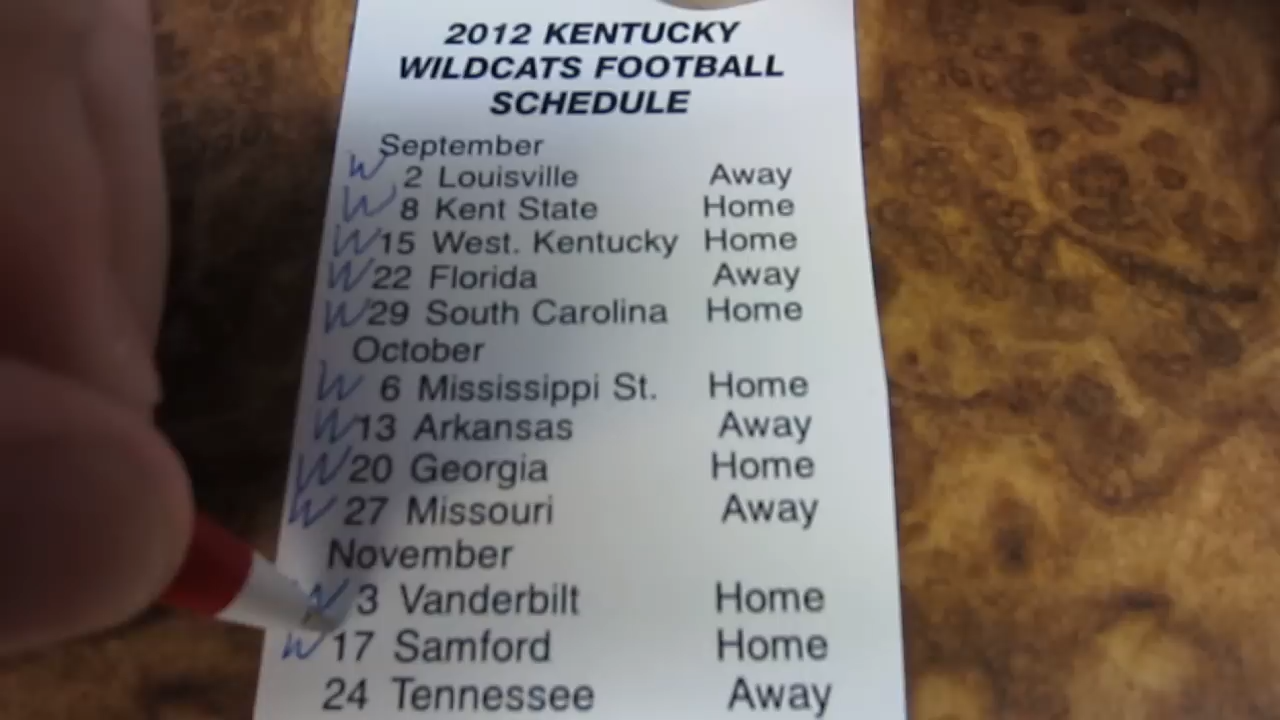 2012 KENTUCKY
WILDCATS FOOTBALL
SCHEDULE
September
W 2 Louisville Away
W 8 Kent State Home
W 15 West. Kentucky Home
W 22 Florida Away
W 29 South Carolina Home
October
W 6 Mississippi St. Home
W 13 Arkansas Away
W 20 Georgia Home
W 27 Missouri Away
November
W 3 Vanderbilt Home
W 17 Samford Home
24 Tennessee Away